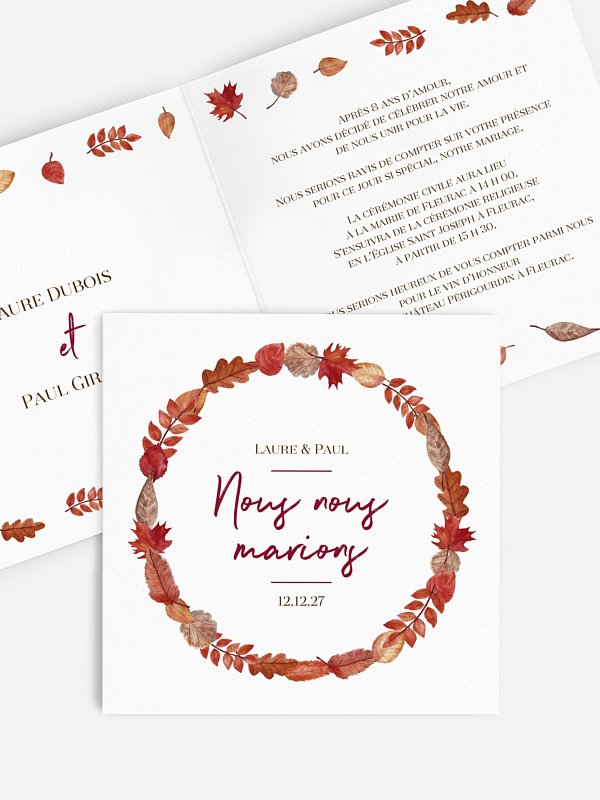 APRÈS 8 ANS D'AMOUR,
NOUS AVONS DÉCIDÉ DE CÉLÉBRER NOTRE AMOUR ET
DE NOUS UNIR POUR LA VIE.
NOUS SERIONS RAVIS DE COMPTER SUR VOTRE PRÉSENCE
POUR CE JOUR SI SPÉCIAL, NOTRE MARIAGE.
LA CÉRÉMONIE CIVILE AURA LIEU
À LA MAIRIE DE FLEURAC À 14 H 00.
S'ENSUIVRA DE LA CÉRÉMONIE RELIGIEUSE
EN L'ÉGLISE SAINT JOSEPH À FLEURAC,
À PARTIR DE 15 H 30.
SERIONS HEUREUX DE VOUS COMPTER PARMI NOUS
POUR LE VIN D'HONNEUR
PÉRIGOURDIN À FLEURAC.
DUBOIS
et
PAUL
LAURE & PAUL
Nous nous
marions
12.12.27